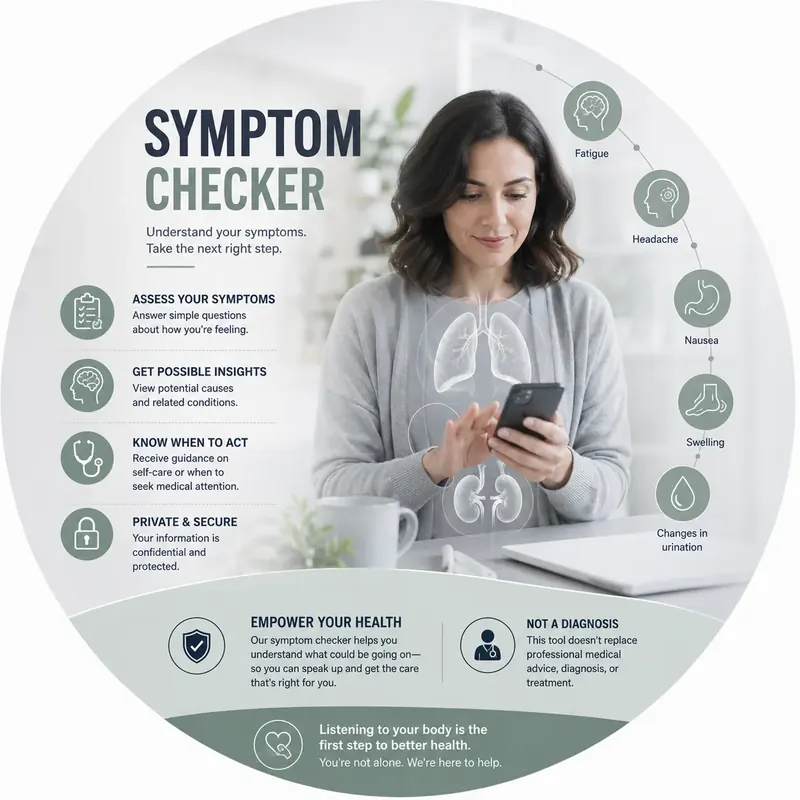 SYMPTOM
CHECKER
Understand your symptoms.
Take the next right step.
ASSESS YOUR SYMPTOMS
Answer simple questions
about how you're feeling.
GET POSSIBLE INSIGHTS
View potential causes
and related conditions.
KNOW WHEN TO ACT
Receive guidance on
self-care or when to
seek medical attention.
PRIVATE & SECURE
Your information is
confidential and
protected.
Fatigue
Headache
Nausea
Swelling
Changes in
urination
EMPOWER YOUR HEALTH
Our symptom checker helps you
understand what could be going on—
so you can speak up and get the care
that's right for you.
NOT A DIAGNOSIS
This tool doesn't replace
professional medical
advice, diagnosis, or
treatment.
Listening to your body is the
first step to better health.
You're not alone. We're here to help.